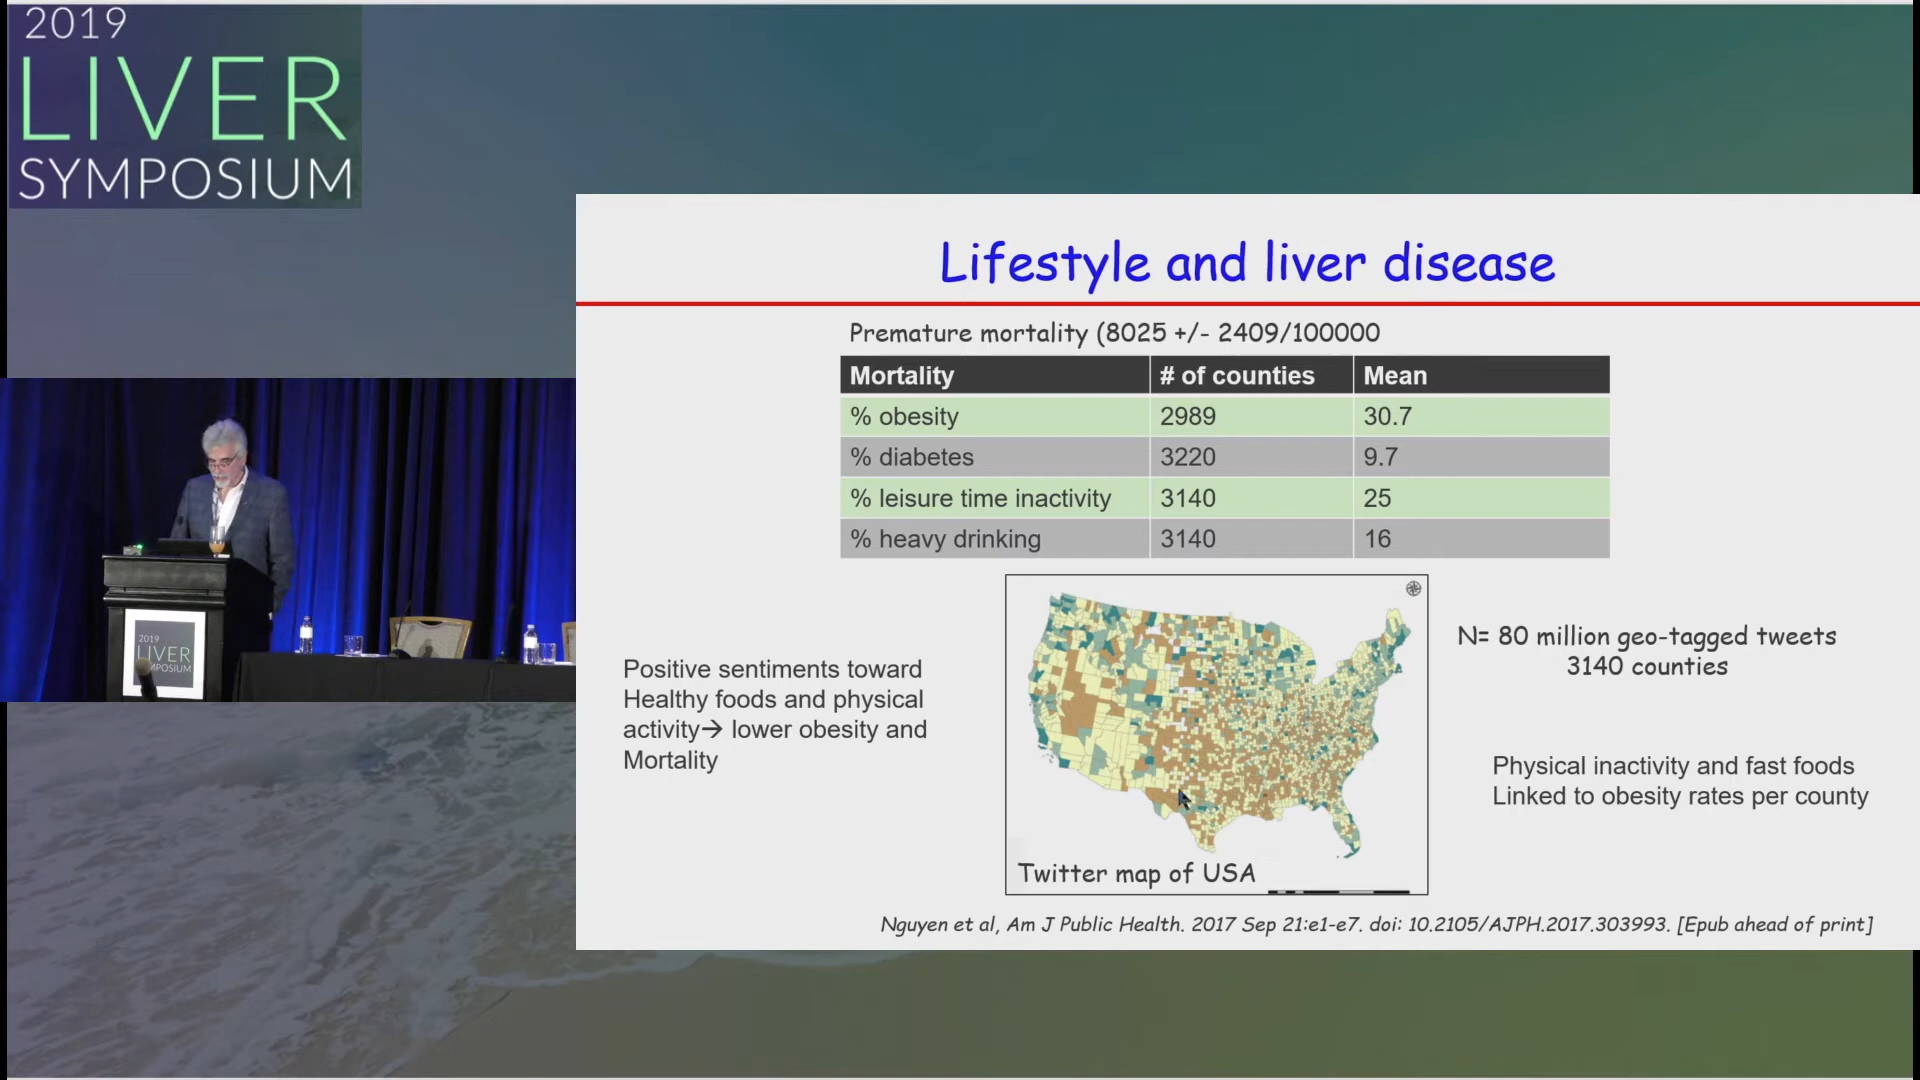 2019
LIVER
SYMPOSIUM
Lifestyle and liver disease
Premature mortality (8025 +/- 2409/100000
Mortality # of counties Mean
% obesity 2989 30.7
% diabetes 3220 9.7
% leisure time inactivity 3140 25
% heavy drinking 3140 16
Positive sentiments toward
Healthy foods and physical
activity→ lower obesity and
Mortality
Twitter map of USA
N= 80 million geo-tagged tweets
3140 counties
Physical inactivity and fast foods
Linked to obesity rates per county
Nguyen et al, Am J Public Health. 2017 Sep 21:e1-e7. doi: 10.2105/AJPH.2017.303993. [Epub ahead of print]
2019
LIVER